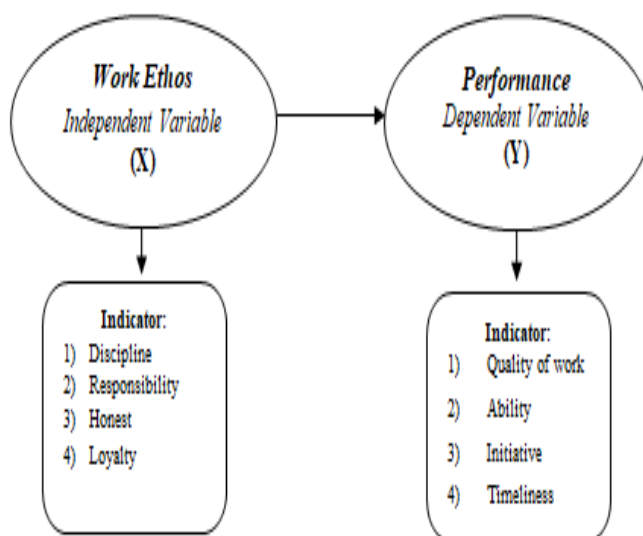 Work Ethos
Independent Variable
(X)
Performance
Dependent Variable
(Y)
Indicator:
1) Discipline
2) Responsibility
3) Honest
4) Loyalty
Indicator:
1) Quality of work
2) Ability
3) Initiative
4) Timeliness